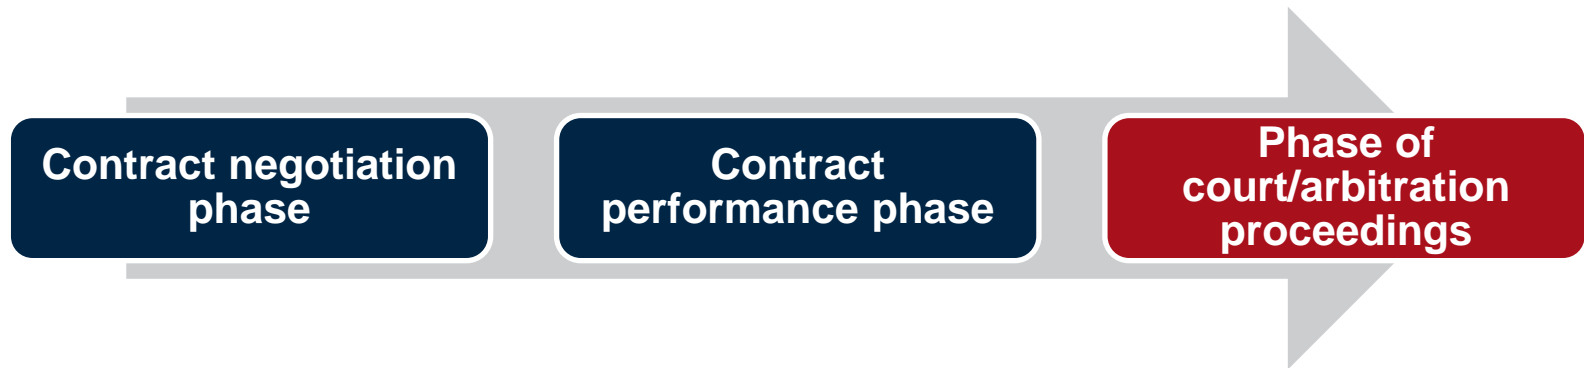 Contract negotiation
phase
Contract
performance phase
Phase of
court/arbitration
proceedings